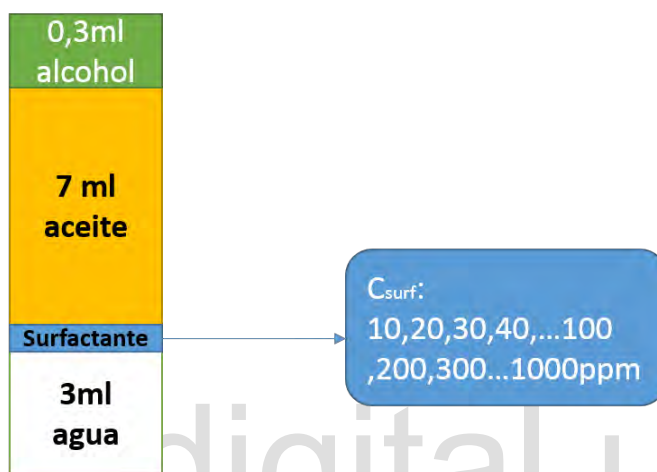 0,3ml
alcohol
7 ml
aceite
Surfactante
3ml
agua
Csurf:
10,20,30,40,...100
,200,300...1000ppm
digital